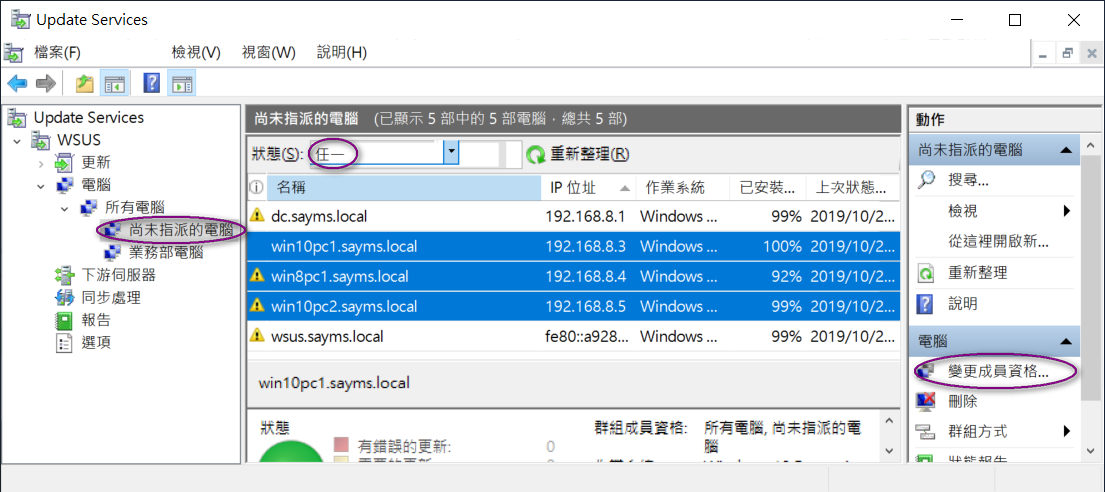 Update Services
檔案(F) 檢視(V) 視窗(W) 說明(H)
Update Services
WSUS
更新
電腦
所有電腦
尚未指派的電腦
業務部電腦
下游伺服器
同步處理
報告
選項
尚未指派的電腦 (已顯示 5 部中的 5 部電腦，總共 5 部)
狀態(S): 任一 重新整理(R)
名稱 IP 位址 作業系統 已安裝... 上次狀態...
dc.sayms.local 192.168.8.1 Windows ... 99% 2019/10/2...
win10pc1.sayms.local 192.168.8.3 Windows ... 100% 2019/10/2...
win8pc1.sayms.local 192.168.8.4 Windows ... 92% 2019/10/2...
win10pc2.sayms.local 192.168.8.5 Windows ... 99% 2019/10/2...
wsus.sayms.local fe80::a928... Windows ... 99% 2019/10/2...
win10pc1.sayms.local
狀態
有錯誤的更新: 0
群組成員資格: 所有電腦, 尚未指派的電
腦
動作
尚未指派的電腦
搜尋...
檢視
從這裡開啟新...
重新整理
說明
電腦
變更成員資格...
刪除
群組方式